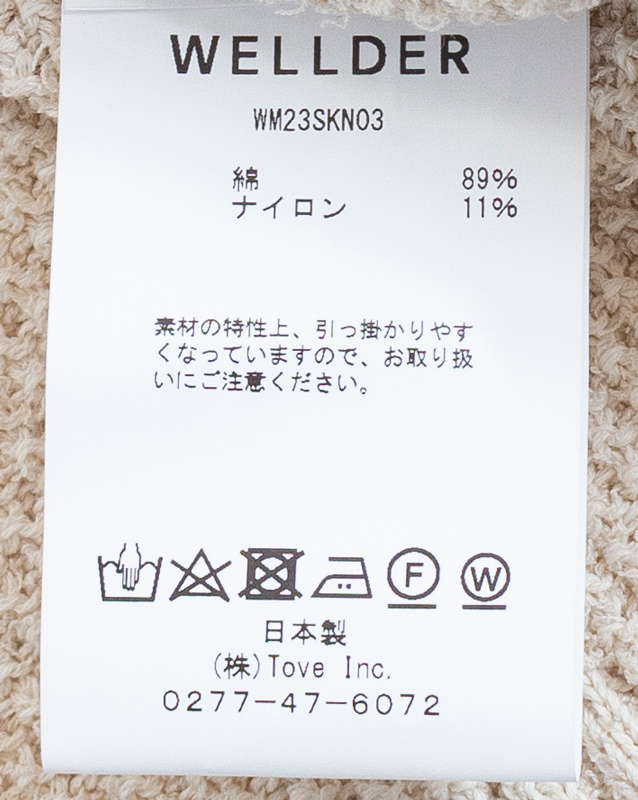 WELLDER
WM23SKN03
綿 89%
ナイロン 11%
素材の特性上、引っ掛かりやす
くなっていますので、お取り扱
いにご注意ください。
F W
日本製
(株)Tove Inc.
0277-47-6072